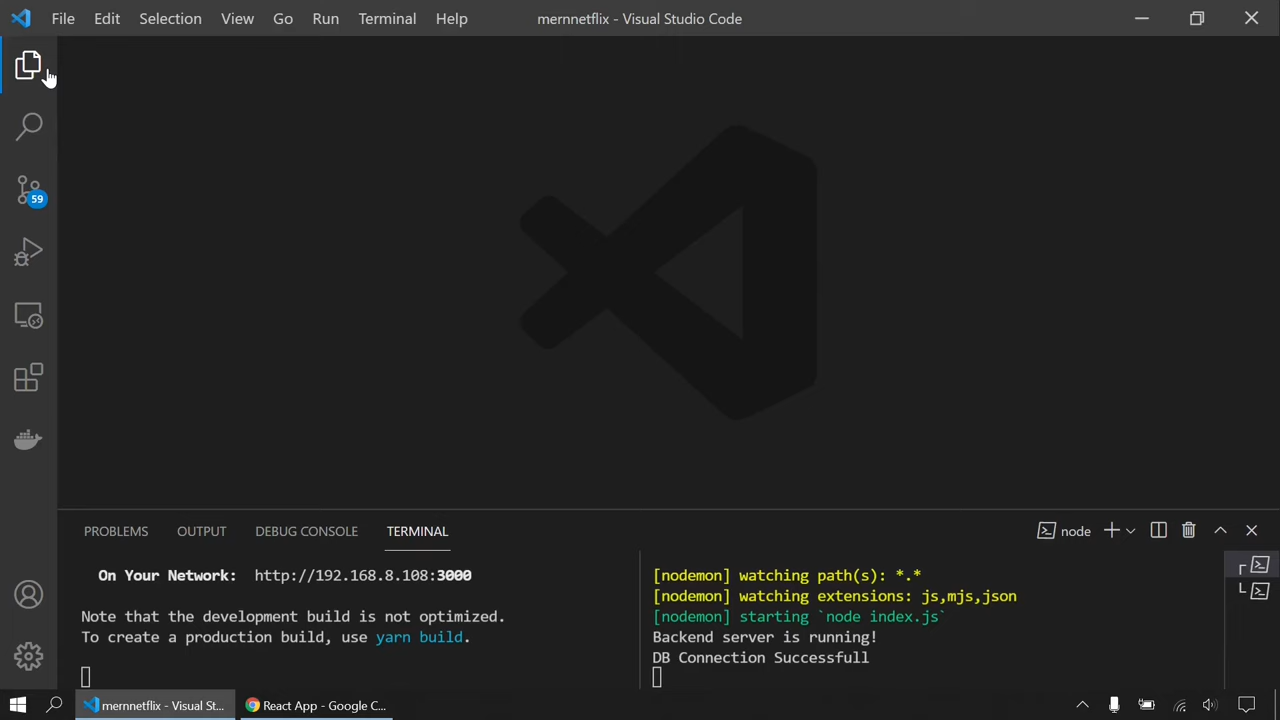 File Edit Selection View Go Run Terminal Help
mernnetflix - Visual Studio Code
59
PROBLEMS OUTPUT DEBUG CONSOLE TERMINAL
node
On Your Network: http://192.168.8.108:3000
Note that the development build is not optimized.
To create a production build, use yarn build.
[nodemon] watching path(s): *.*
[nodemon] watching extensions: js,mjs,json
[nodemon] starting `node index.js`
Backend server is running!
DB Connection Successfull
mernnetflix - Visual St...
React App - Google C...